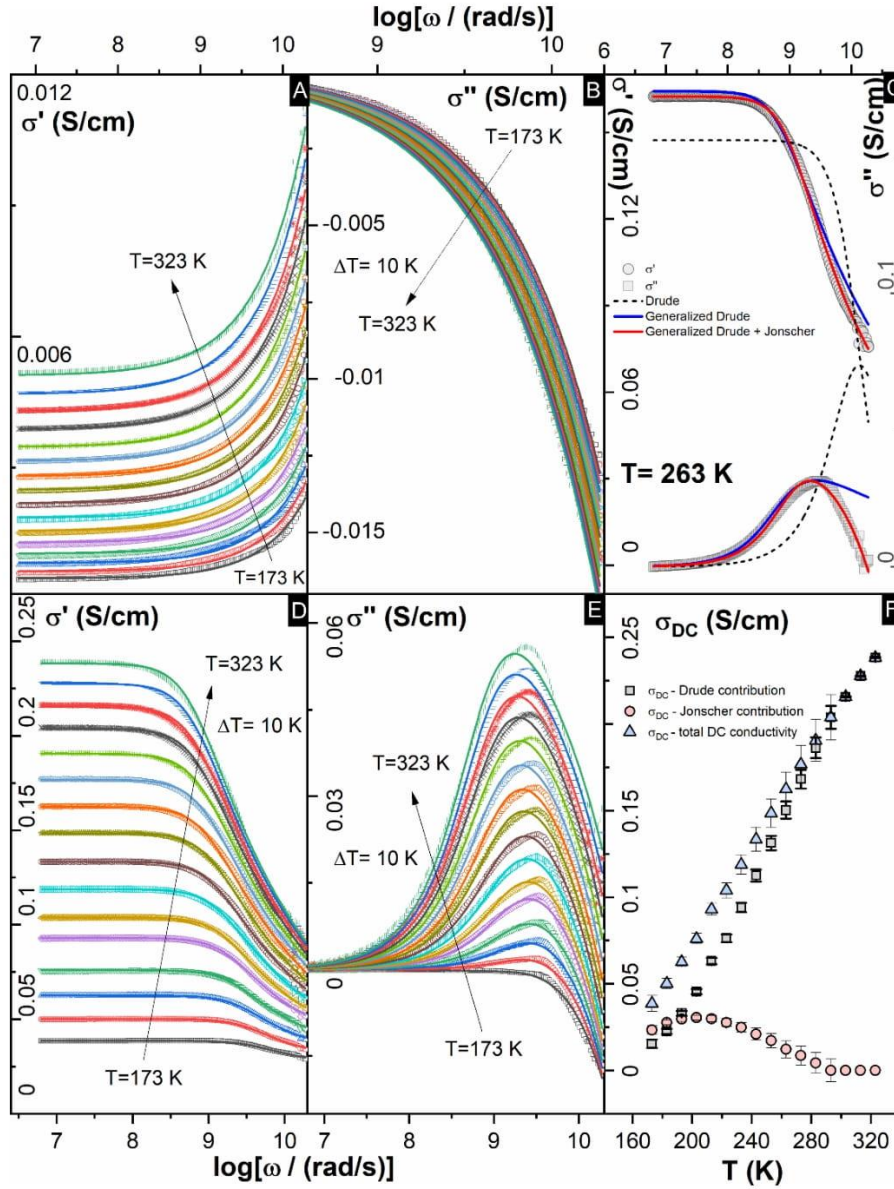 log[ω / (rad/s)]
7 8 9 10 9 10 6 7 8 9 10
A
0.012
σ' (S/cm)
T=323 K
0.006
T=173 K
B
σ'' (S/cm)
T=173 K
-0.005
ΔT= 10 K
T=323 K
-0.01
-0.015
σ' (S/cm)
σ'' (S/cm)
0.12
0.1
σ'
σ''
Drude
Generalized Drude
Generalized Drude + Jonscher
0.06
T= 263 K
0
0
D
σ' (S/cm)
0.25
T=323 K
0.2
ΔT= 10 K
0.15
0.1
0.05
T=173 K
0
E
σ'' (S/cm)
0.06
T=323 K
0.03
ΔT= 10 K
0
T=173 K
F
σDC (S/cm)
0.25
σDC - Drude contribution
σDC - Jonscher contribution
σDC - total DC conductivity
0.2
0.15
0.1
0.05
0
7 8 9 10 7 8 9 10 160 200 240 280 320
log[ω / (rad/s)]
T (K)